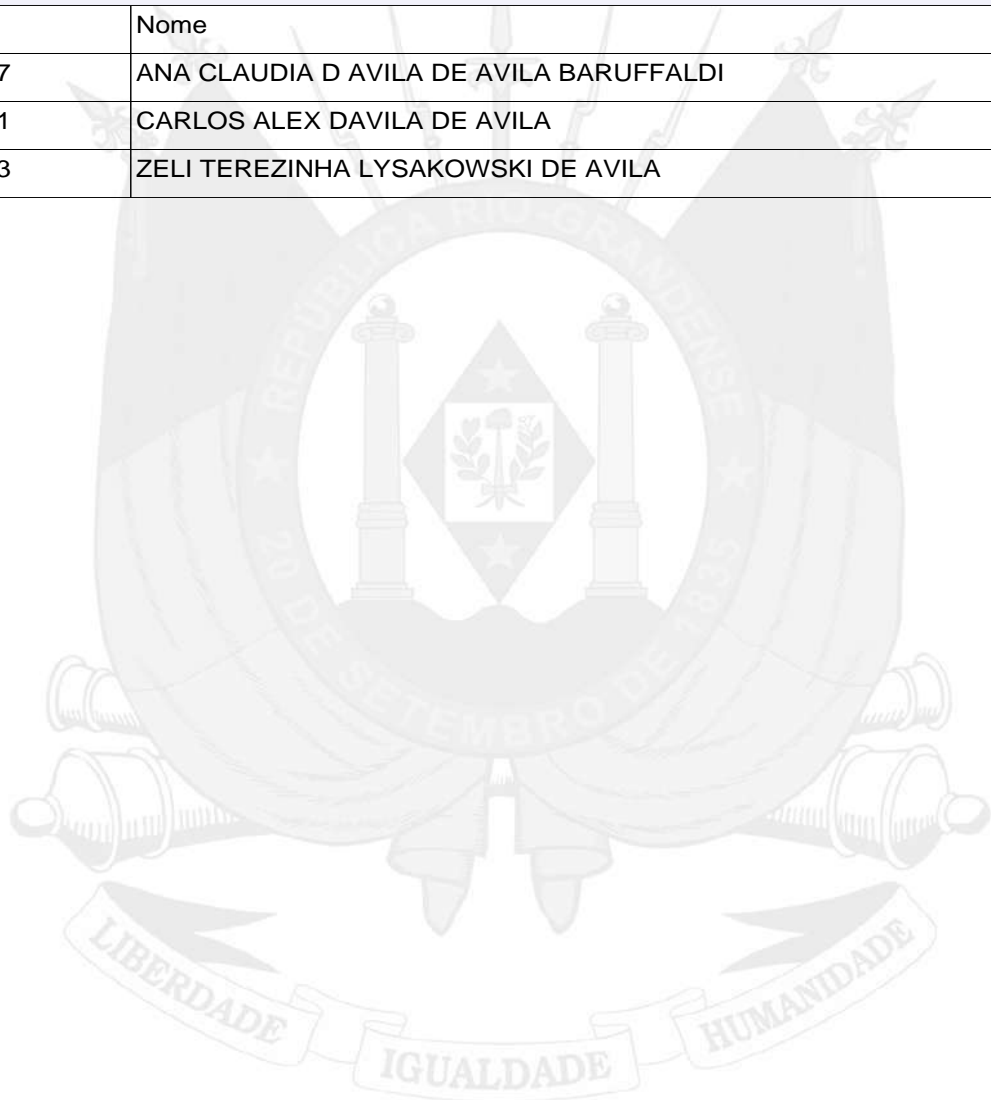 Nome
7 ANA CLAUDIA D AVILA DE AVILA BARUFFALDI
1 CARLOS ALEX DAVILA DE AVILA
3 ZELI TEREZINHA LYSAKOWSKI DE AVILA
REPÚBLICA RIO-GRANDENSE
20 DE SETEMBRO DE 1835
LIBERDADE IGUALDADE HUMANIDADE